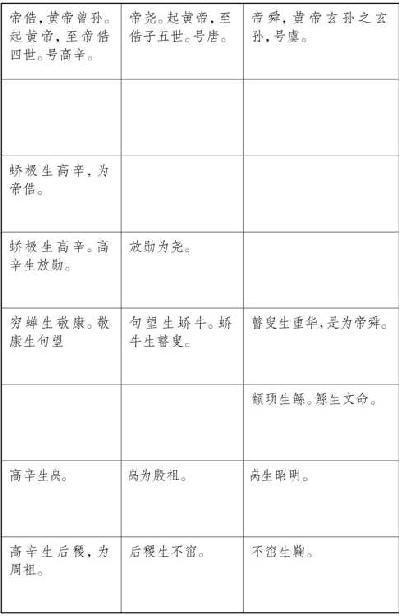 帝俈，黄帝曾孙。
起黄帝，至帝俈
四世。号高辛。
帝尧。起黄帝，至
俈子五世。号唐。
帝舜，黄帝玄孙之玄
孙，号虞。
蟜极生高辛，为
帝俈。
蟜极生高辛。高
辛生放勋。
放勋为尧。
穷蝉生敬康。敬
康生句望
句望生蟜牛。蟜
牛生瞽叟。
瞽叟生重华，是为帝舜。
颛顼生鲧。鲧生文命。
高辛生卨。
卨为殷祖。
卨生昭明。
高辛生后稷，为
周祖。
后稷生不窋。
不窋生鞠。